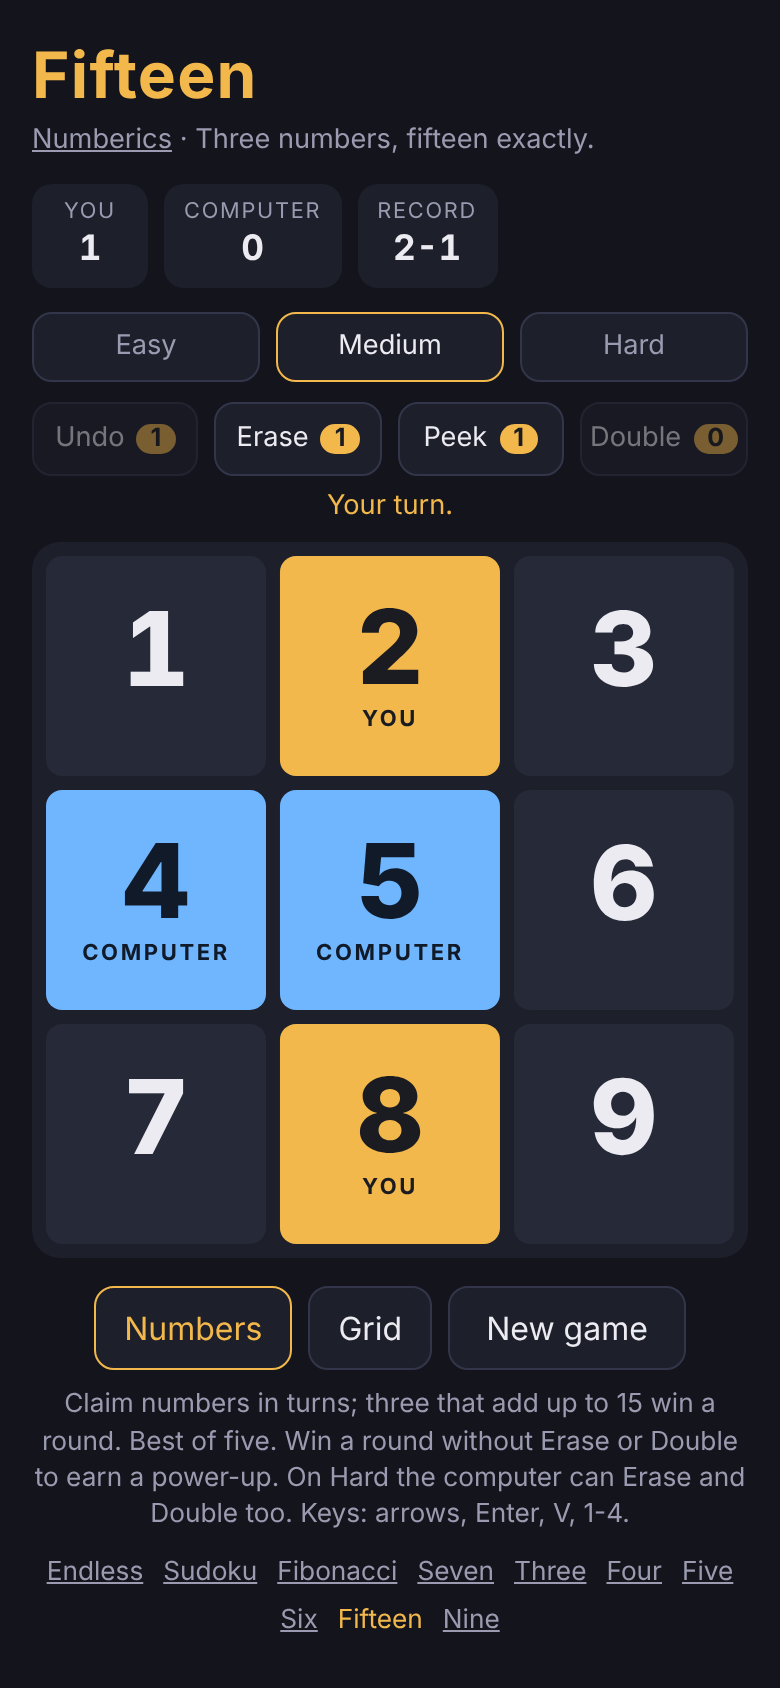 Fifteen
Numberics · Three numbers, fifteen exactly.
YOU COMPUTER RECORD
1 0 2-1
Easy Medium Hard
Undo 1 Erase 1 Peek 1 Double 0
Your turn.
1 2 3
YOU
4 5 6
COMPUTER COMPUTER
7 8 9
YOU
Numbers Grid New game
Claim numbers in turns; three that add up to 15 win a
round. Best of five. Win a round without Erase or Double
to earn a power-up. On Hard the computer can Erase and
Double too. Keys: arrows, Enter, V, 1-4.
Endless Sudoku Fibonacci Seven Three Four Five
Six Fifteen Nine